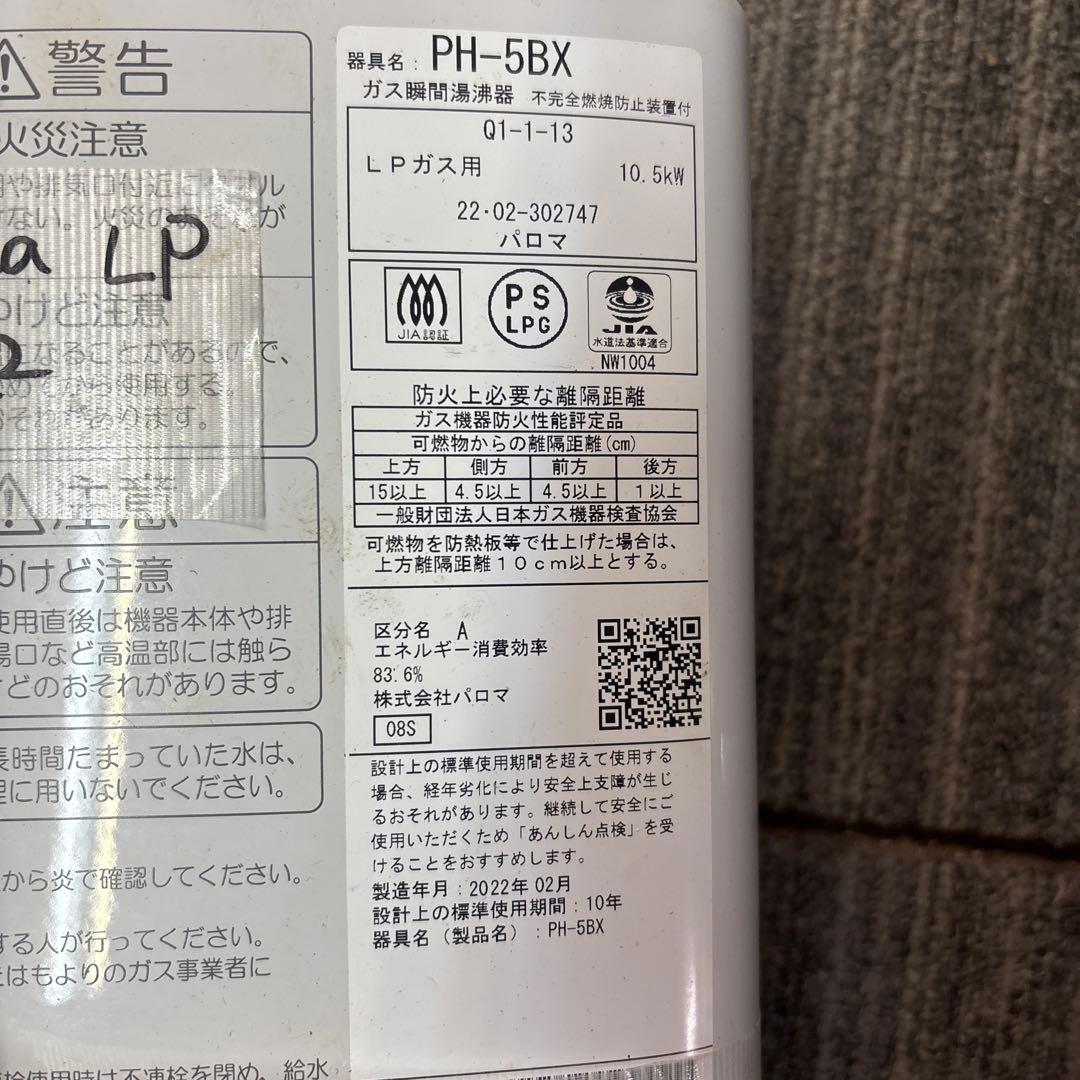 警告
火災注意
a LP
2
けど注意
注意
やけど注意
使用直後は機器本体や排
湯口など高温部には触ら
けどのおそれがあります。
長時間たまっていた水は、
理に用いないでください。
から炎で確認してください。
する人が行ってください。
はもよりのガス事業者に
使用時は不凍栓を閉め、給水
器具名: PH-5BX
ガス瞬間湯沸器 不完全燃焼防止装置付
Q1-1-13
LPガス用 10.5kW
22・02-302747
パロマ
JIA認証
PS LPG
JIA
水道法基準適合
NW1004
防火上必要な離隔距離
ガス機器防火性能評定品
可燃物からの離隔距離(cm)
上方 側方 前方 後方
15以上 4.5以上 4.5以上 1以上
一般財団法人日本ガス機器検査協会
可燃物を防熱板等で仕上げた場合は、
上方離隔距離10cm以上とする。
区分名 A
エネルギー消費効率
83.6%
株式会社パロマ
08S
設計上の標準使用期間を超えて使用する
場合、経年劣化により安全上支障が生じ
るおそれがあります。継続して安全にご
使用いただくため「あんしん点検」を受
けることをおすすめします。
製造年月:2022年02月
設計上の標準使用期間:10年
器具名(製品名):PH-5BX